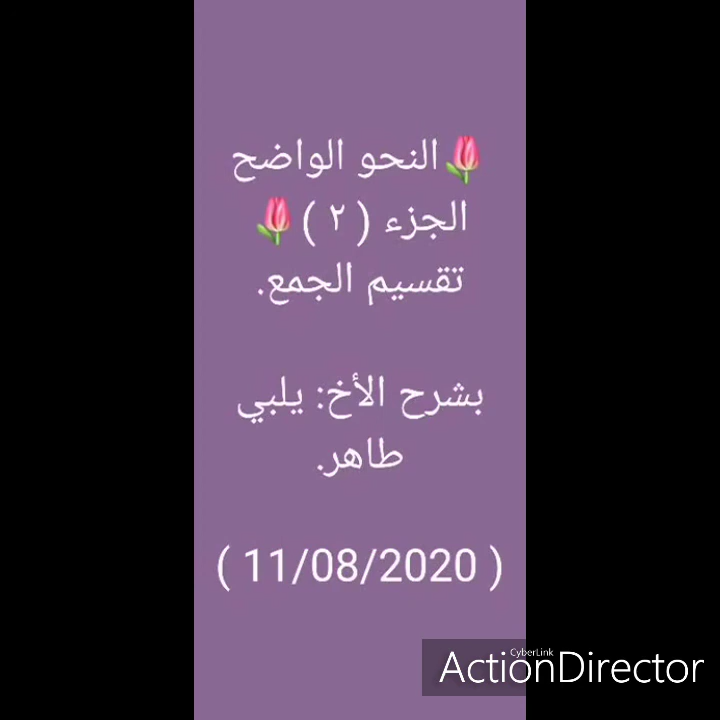 🌷النحو الواضح
الجزء ( ٢ )🌷
تقسيم الجمع.
بشرح الأخ: يلبي
طاهر.
( 11/08/2020 )
CyberLink
ActionDirector